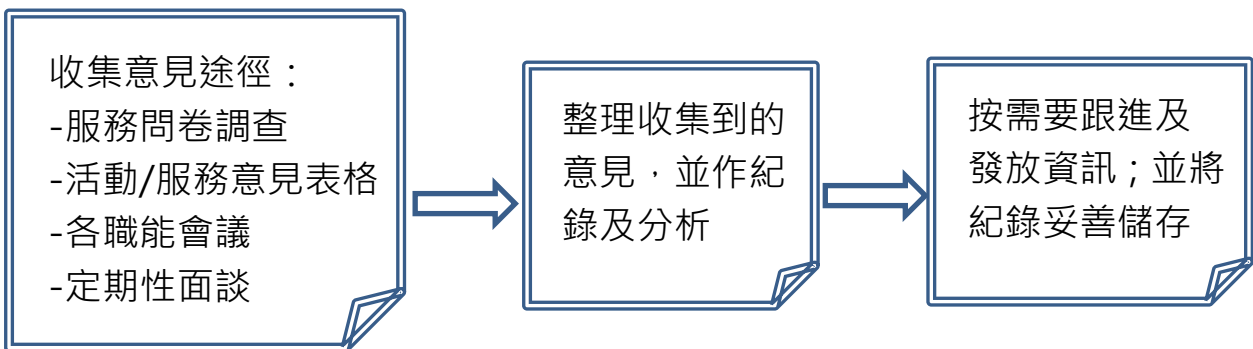 收集意見途徑：
-服務問卷調查
-活動/服務意見表格
-各職能會議
-定期性面談
整理收集到的
意見，並作紀
錄及分析
按需要跟進及
發放資訊；並將
紀錄妥善儲存